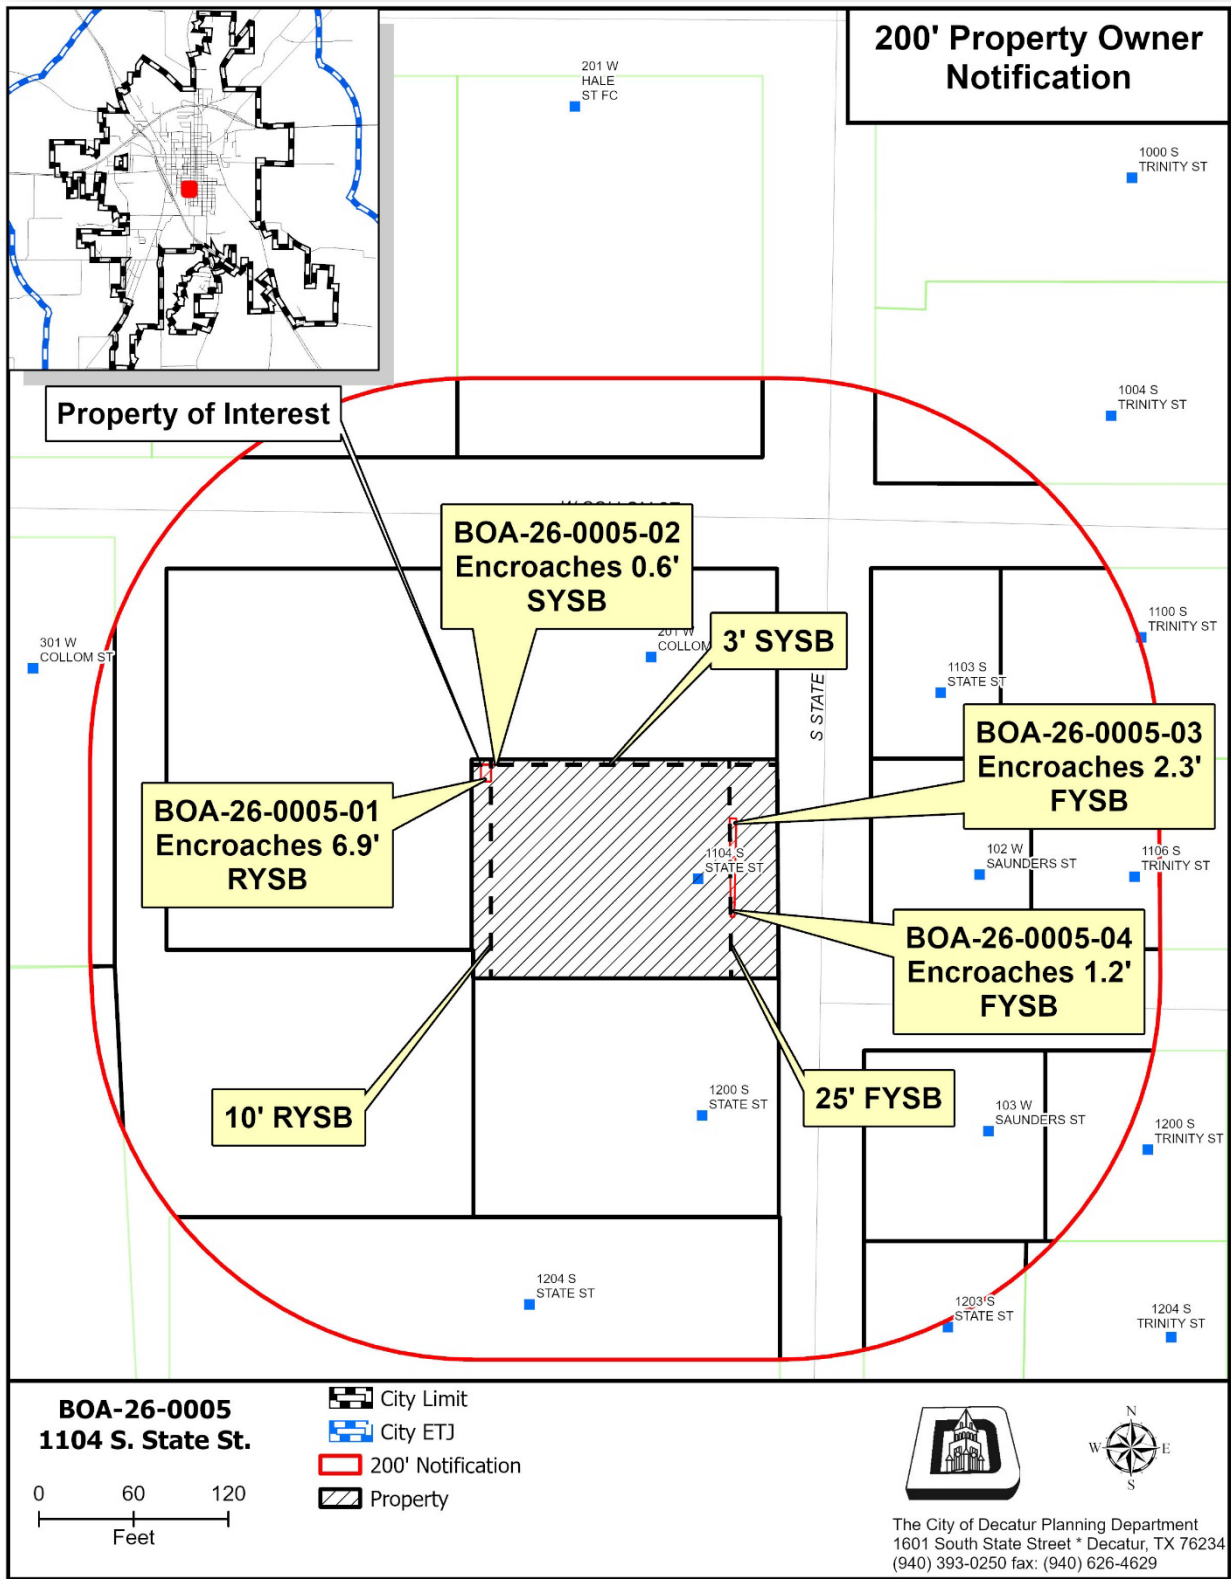 200' Property Owner
Notification
201 W
HALE
ST FC
1000 S
TRINITY ST
1004 S
TRINITY ST
Property of Interest
BOA-26-0005-02
Encroaches 0.6'
SYSB
301 W
COLLOM ST
201 W
COLLOM
3' SYSB
S STATE
1100 S
TRINITY ST
1103 S
STATE ST
BOA-26-0005-03
Encroaches 2.3'
FYSB
BOA-26-0005-01
Encroaches 6.9'
RYSB
1104 S
STATE ST
102 W
SAUNDERS ST
1106 S
TRINITY ST
BOA-26-0005-04
Encroaches 1.2'
FYSB
10' RYSB
1200 S
STATE ST
25' FYSB
103 W
SAUNDERS ST
1200 S
TRINITY ST
1204 S
STATE ST
1203 S
STATE ST
1204 S
TRINITY ST
BOA-26-0005
1104 S. State St.
0 60 120
Feet
City Limit
City ETJ
200' Notification
Property
N
W E
S
The City of Decatur Planning Department
1601 South State Street * Decatur, TX 76234
(940) 393-0250 fax: (940) 626-4629